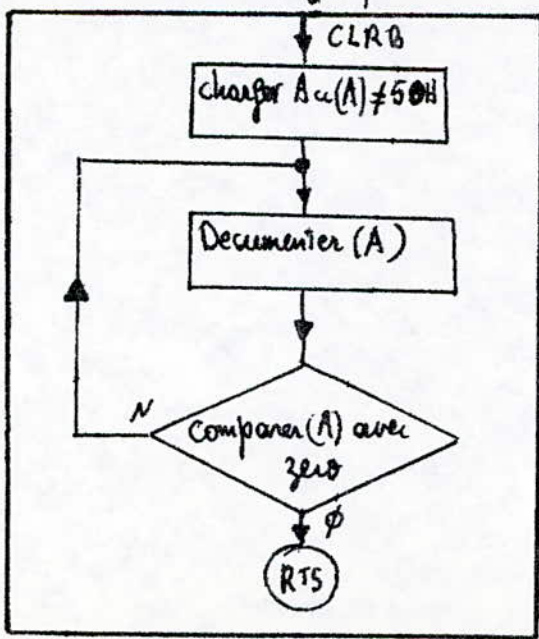 CLRB
charger Acc(A) ≠ 50H
Decrementer (A)
N
comparer (A) avec
zero
Ø
RTS